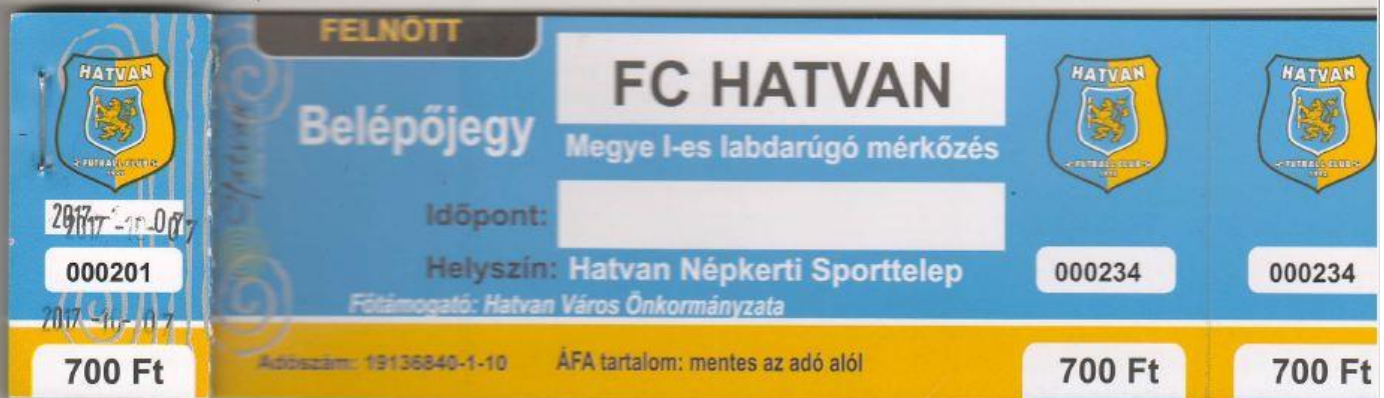 HATVAN
FUTBALL CLUB
2017
000201
2017 -10- 07
700 Ft
FELNŐTT
Belépőjegy
FC HATVAN
Megye I-es labdarúgó mérkőzés
Időpont:
Helyszín: Hatvan Népkerti Sporttelep
Főtámogató: Hatvan Város Önkormányzata
Adószám: 19136840-1-10
ÁFA tartalom: mentes az adó alól
HATVAN
FUTBALL CLUB
000234
700 Ft
HATVAN
FUTBALL CLUB
000234
700 Ft